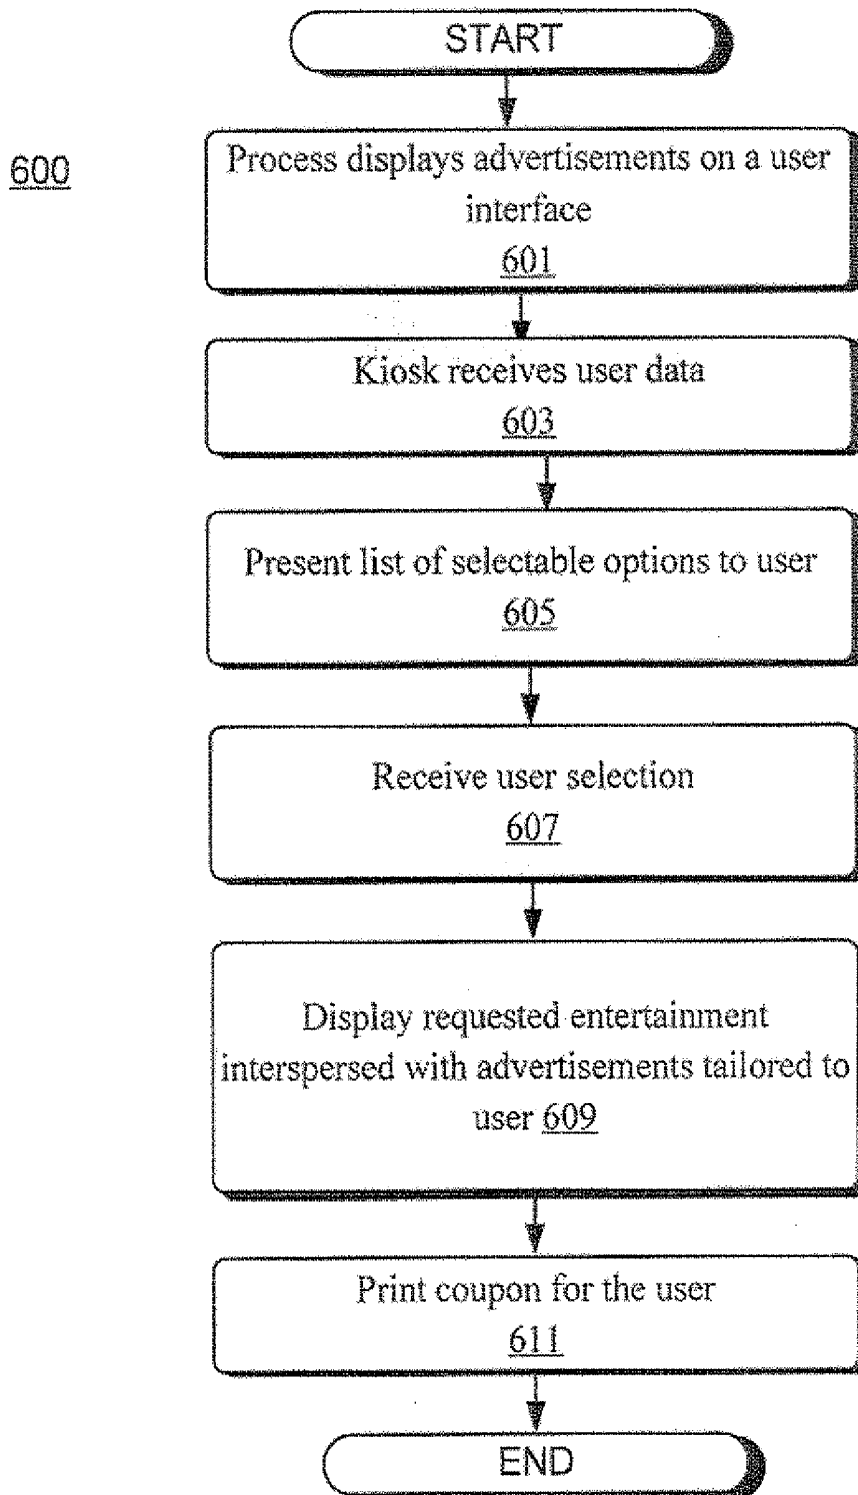 START
600
Process displays advertisements on a user
interface
601
Kiosk receives user data
603
Present list of selectable options to user
605
Receive user selection
607
Display requested entertainment
interspersed with advertisements tailored to
user 609
Print coupon for the user
611
END